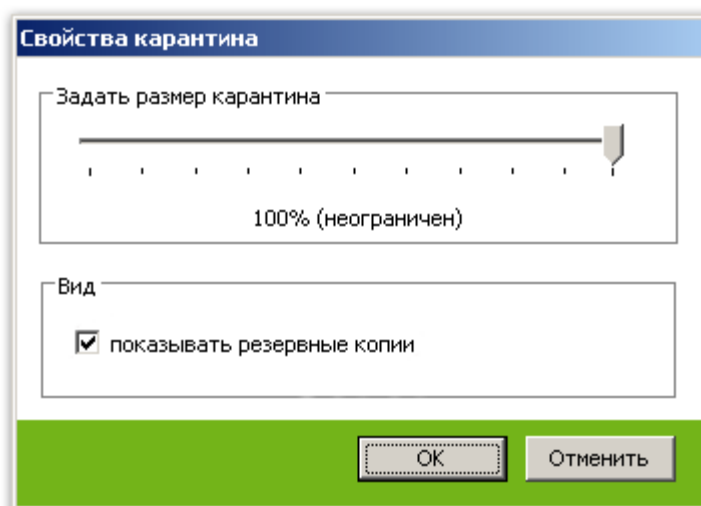 Свойства карантина
Задать размер карантина
100% (неограничен)
Вид
показывать резервные копии
OK
Отменить